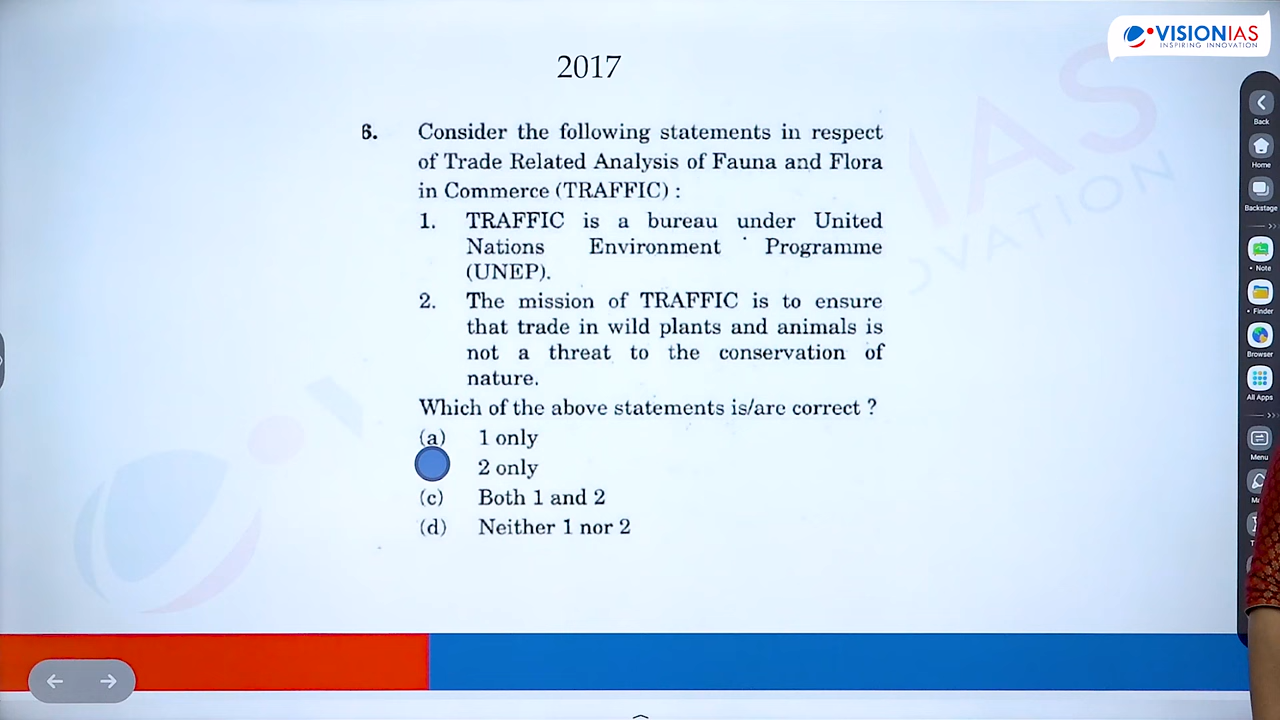 VISIONIAS
INSPIRING INNOVATION
2017
6. Consider the following statements in respect
of Trade Related Analysis of Fauna and Flora
in Commerce (TRAFFIC) :
1. TRAFFIC is a bureau under United
Nations Environment Programme
(UNEP).
2. The mission of TRAFFIC is to ensure
that trade in wild plants and animals is
not a threat to the conservation of
nature.
Which of the above statements is/are correct ?
(a) 1 only
2 only
(c) Both 1 and 2
(d) Neither 1 nor 2
Back
Home
Backstage
Note
Finder
Browser
All Apps
Menu
IAS
OVATION